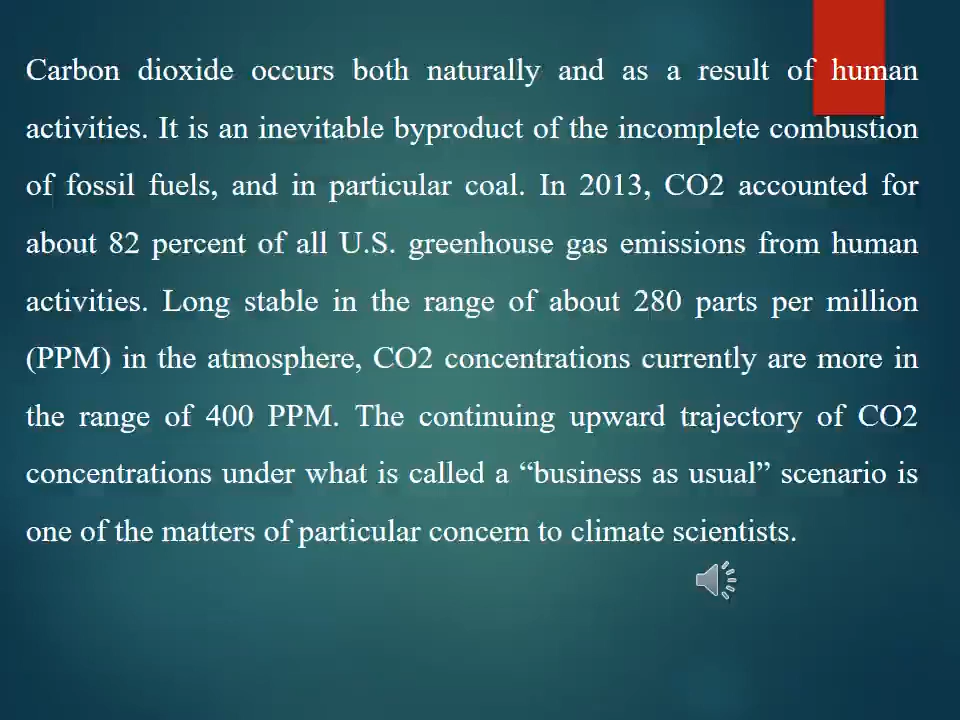 Carbon dioxide occurs both naturally and as a result of human
activities. It is an inevitable byproduct of the incomplete combustion
of fossil fuels, and in particular coal. In 2013, CO2 accounted for
about 82 percent of all U.S. greenhouse gas emissions from human
activities. Long stable in the range of about 280 parts per million
(PPM) in the atmosphere, CO2 concentrations currently are more in
the range of 400 PPM. The continuing upward trajectory of CO2
concentrations under what is called a “business as usual” scenario is
one of the matters of particular concern to climate scientists.